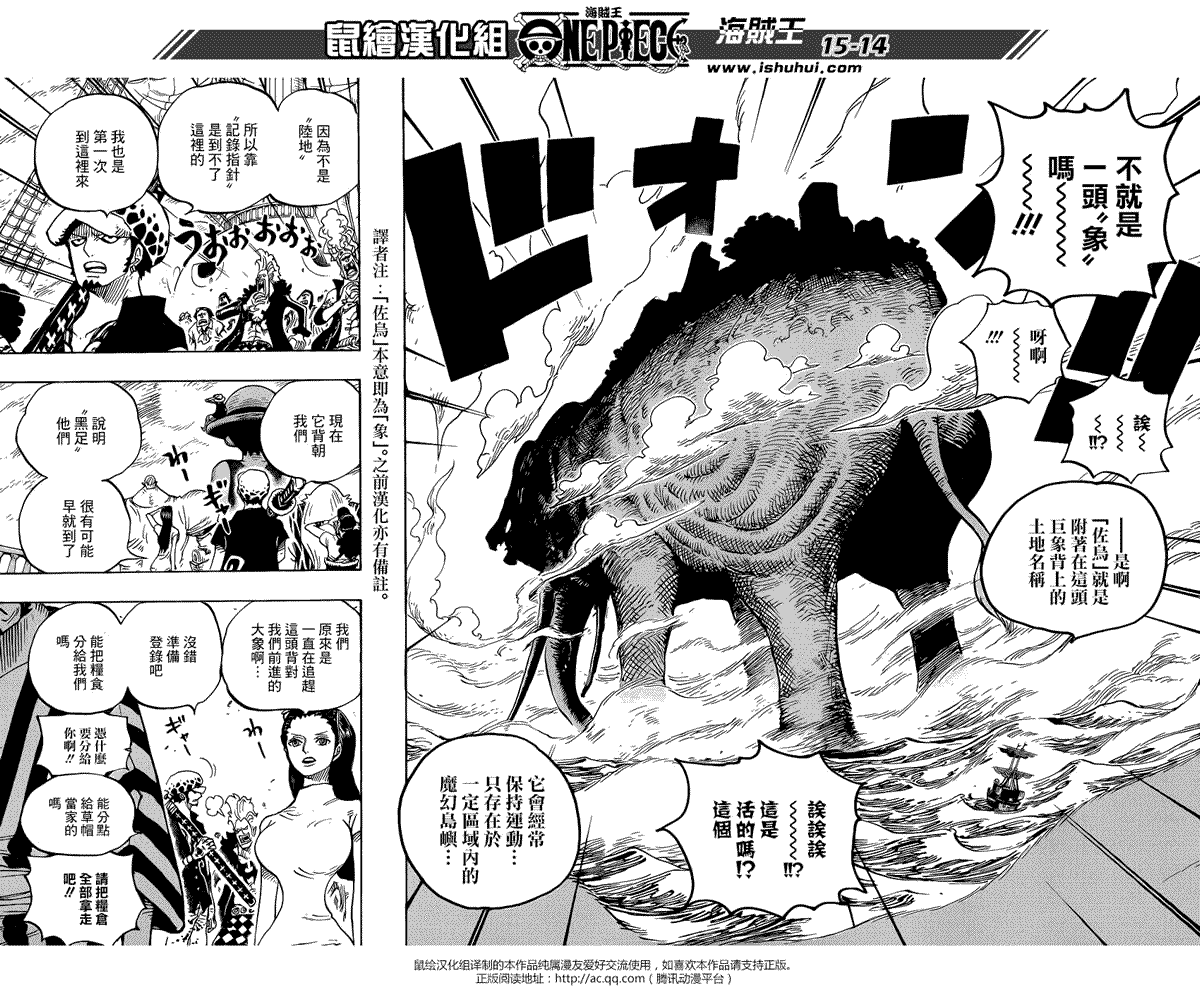 鼠繪漢化組
海賊王
ONE PIECE
海賊王
15-14
www.ishuhui.com
不就是
一頭〝象〞
嗎
〜〜〜!!!
呀啊
〜〜〜
!!!
誒
〜〜
!!?
——是啊
「佐烏」就是
附著在這頭
巨象背上的
土地名稱
ドォン
誒誒誒
〜〜〜!!?
這是
活的嗎!?
這個
它會經常
保持運動…
只存在於
一定區域內的
魔幻島嶼…
譯者注：「佐烏」本意即為「象」。之前漢化亦有備註。
因為不是
〝陸地〞
所以靠
〝記錄指針〞
是到不了
這裡的
我也是
第一次
到這裡來
うおおおおお
現在
它背朝
我們
說明
〝黑足〞
他們
很有可能
早就到了
わー
ギャー
我們
原來是
一直在追趕
這頭背對
我們前進的
大象啊…
沒錯
準備
登錄吧
能把糧食
分給我們
嗎
憑什麼
要分給
你啊!!
能分點
給草帽
當家的
嗎
請把糧倉
全部拿走
吧!!
ギャー
わー
鼠绘汉化组译制的本作品纯属漫友爱好交流使用，如喜欢本作品请支持正版。
正版阅读地址：http://ac.qq.com（腾讯动漫平台）